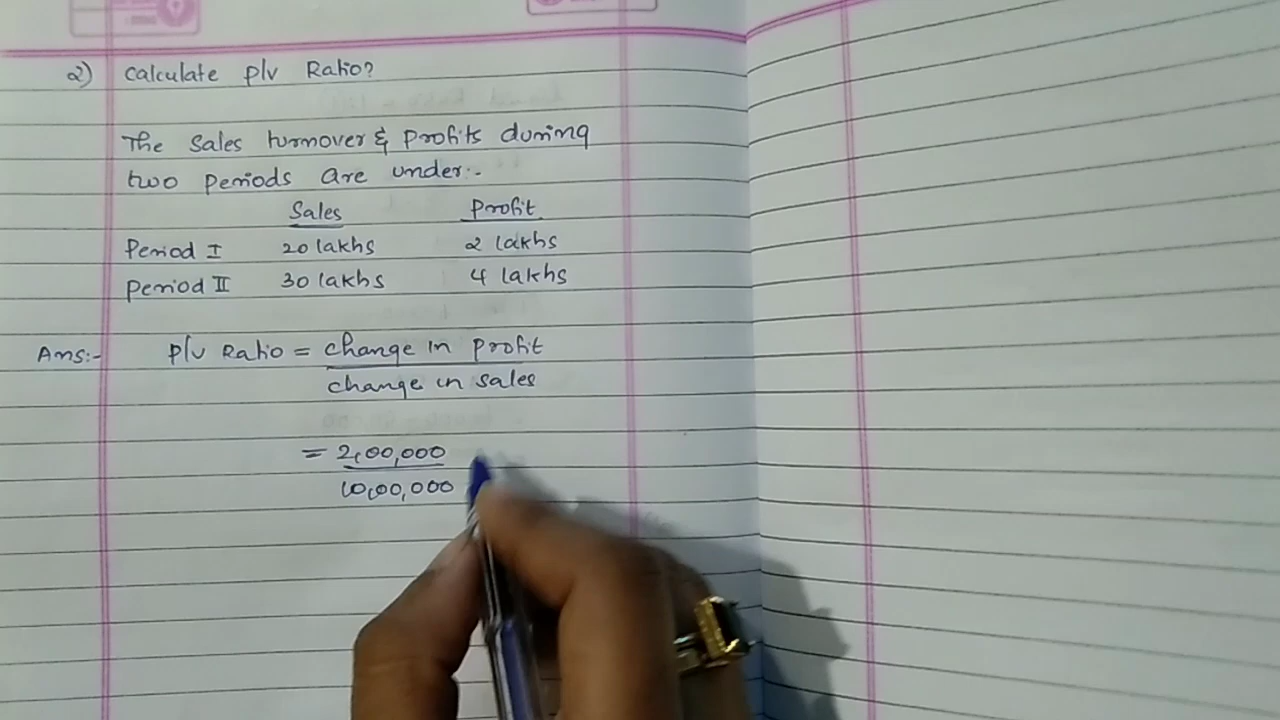 2) Calculate P/V Ratio?
The Sales turnover & Profits during
two Periods are under:-
Sales Profit
Period I 20 lakhs 2 lakhs
Period II 30 lakhs 4 lakhs
Ans:- P/V Ratio = change in profit
change in sales
= 2,00,000
10,00,000